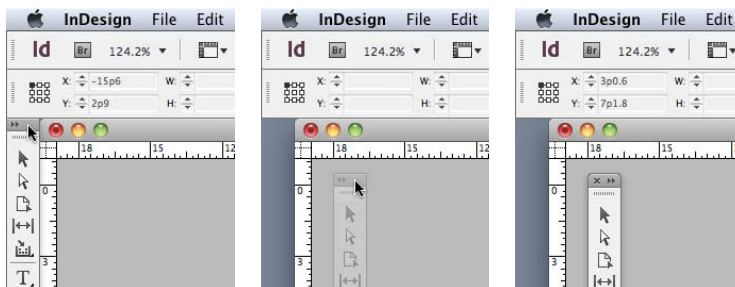 InDesign File Edit
Id Br 124.2%
X: -15p6 W:
Y: 2p9 H:
18 15 12
0
3
T
InDesign File Edit
Id Br 124.2%
X: W:
Y: H:
18 15 12
0
3
InDesign File Edit
Id Br 124.2%
X: 3p0.6 W:
Y: 7p1.8 H:
18 15
0
3